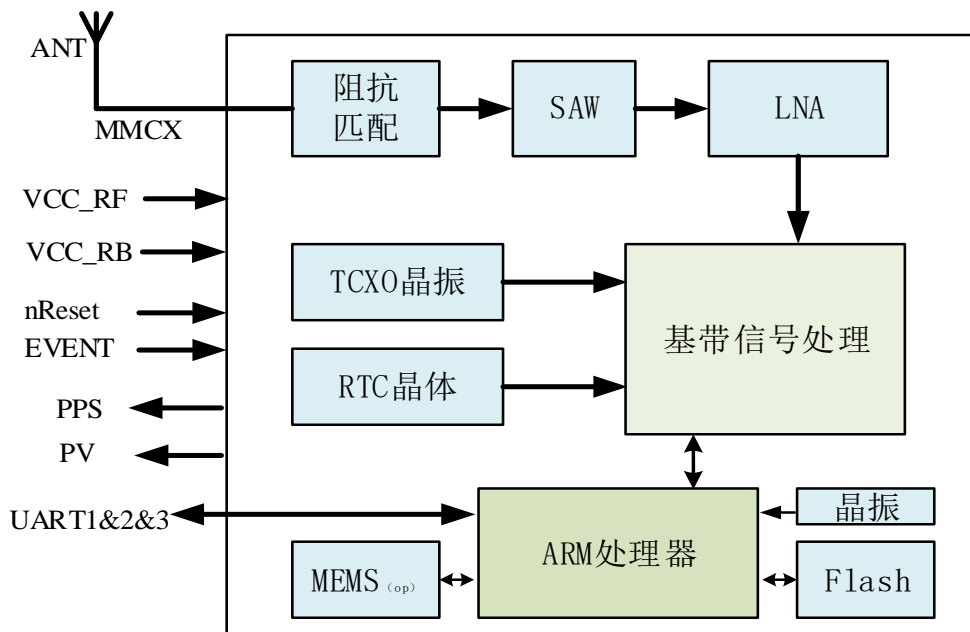 ANT
MMCX
阻抗
匹配
SAW
LNA
VCC_RF
VCC_RB
nReset
EVENT
PPS
PV
UART1&2&3
TCXO晶振
RTC晶体
基带信号处理
ARM处理器
晶振
MEMS (op)
Flash